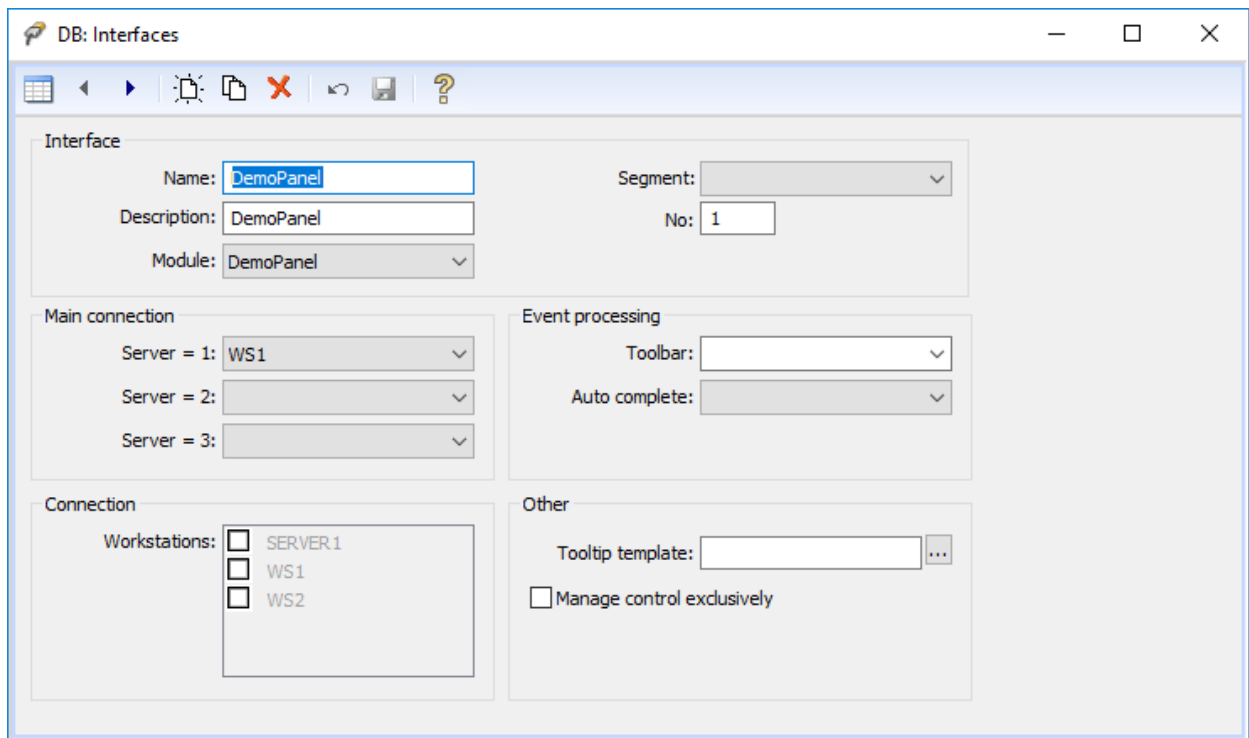 DB: Interfaces
Interface
Name: DemoPanel
Segment:
Description: DemoPanel
No: 1
Module: DemoPanel
Main connection
Server = 1: WS1
Server = 2:
Server = 3:
Event processing
Toolbar:
Auto complete:
Connection
Workstations: SERVER1
WS1
WS2
Other
Tooltip template: ...
Manage control exclusively